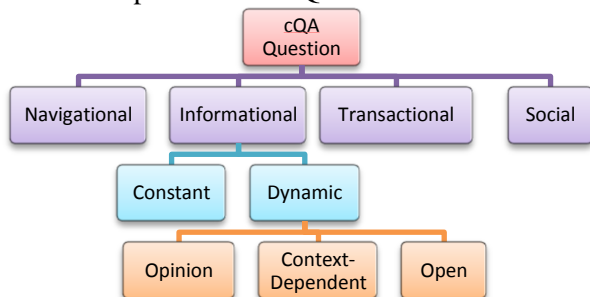 cQA
Question
Navigational
Informational
Transactional
Social
Constant
Dynamic
Opinion
Context-
Dependent
Open